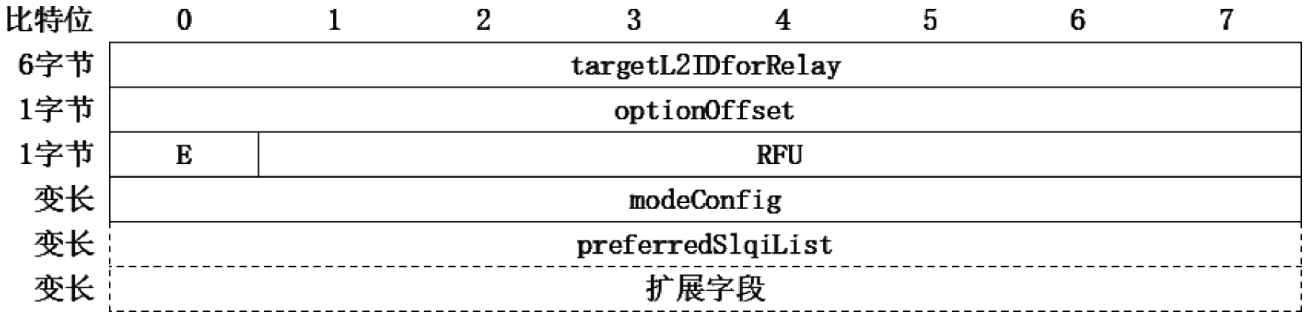 比特位 0 1 2 3 4 5 6 7
6字节 targetL2IDforRelay
1字节 optionOffset
1字节 E RFU
变长 modeConfig
变长 preferredSlqiList
变长 扩展字段